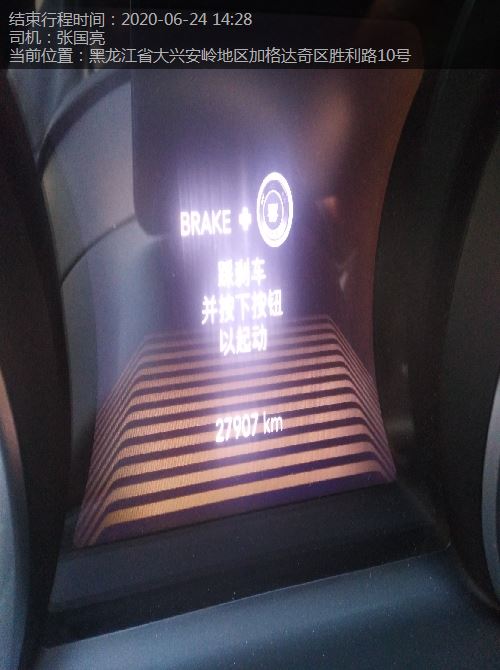 结束行程时间：2020-06-24 14:28
司机：张国亮
当前位置：黑龙江省大兴安岭地区加格达奇区胜利路10号
BRAKE +
踩刹车
并按下按钮
以起动
27907 km